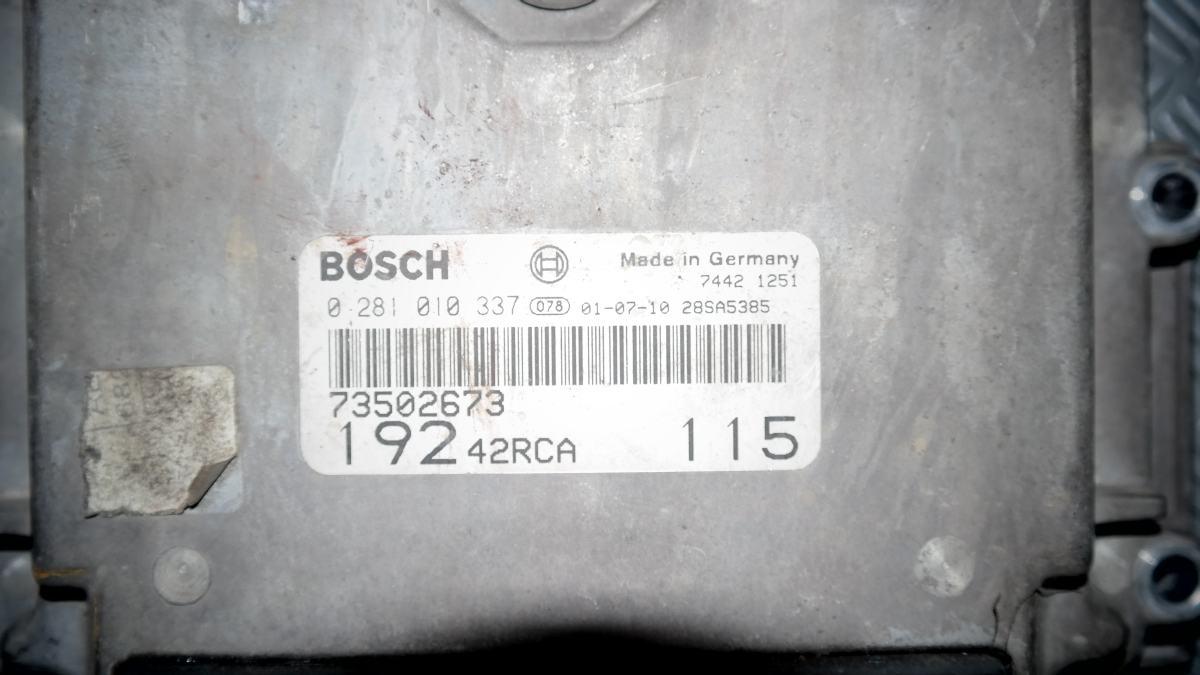 BOSCH Made in Germany
7442 1251
0 281 010 337 078 01-07-10 28SA5385
73502673
192 42RCA 115